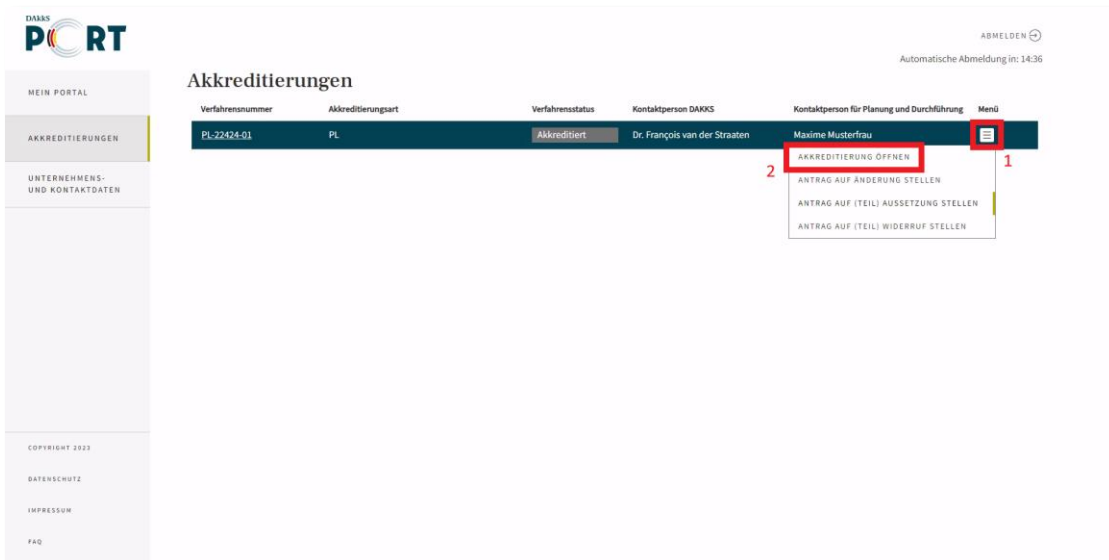 DAkkS
PORT
ABMELDEN
Automatische Abmeldung in: 14:36
MEIN PORTAL
AKKREDITIERUNGEN
UNTERNEHMENS-
UND KONTAKTDATEN
Akkreditierungen
Verfahrensnummer Akkreditierungsart Verfahrensstatus Kontaktperson DAKKS Kontaktperson für Planung und Durchführung Menü
PL-22424-01 PL Akkreditiert Dr. François van der Straaten Maxime Musterfrau
1
2
AKKREDITIERUNG ÖFFNEN
ANTRAG AUF ÄNDERUNG STELLEN
ANTRAG AUF (TEIL) AUSSETZUNG STELLEN
ANTRAG AUF (TEIL) WIDERRUF STELLEN
COPYRIGHT 2023
DATENSCHUTZ
IMPRESSUM
FAQ